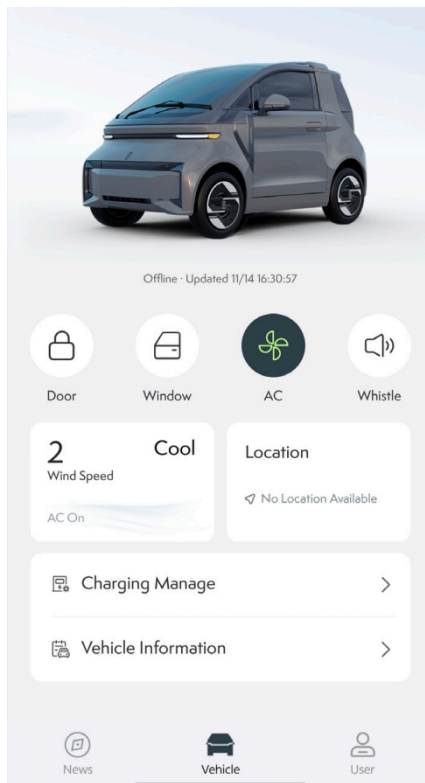 Offline · Updated 11/14 16:30:57
Door
Window
AC
Whistle
2
Cool
Wind Speed
AC On
Location
No Location Available
Charging Manage
Vehicle Information
News
Vehicle
User